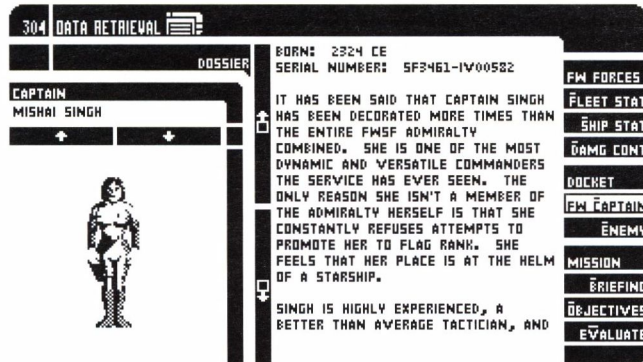 304 DATA RETRIEVAL
DOSSIER
CAPTAIN
MISHAI SINGH
BORN: 2324 CE
SERIAL NUMBER: SF3461-IV00582
IT HAS BEEN SAID THAT CAPTAIN SINGH
HAS BEEN DECORATED MORE TIMES THAN
THE ENTIRE FWSF ADMIRALTY
COMBINED. SHE IS ONE OF THE MOST
DYNAMIC AND VERSATILE COMMANDERS
THE SERVICE HAS EVER SEEN. THE
ONLY REASON SHE ISN'T A MEMBER OF
THE ADMIRALTY HERSELF IS THAT SHE
CONSTANTLY REFUSES ATTEMPTS TO
PROMOTE HER TO FLAG RANK. SHE
FEELS THAT HER PLACE IS AT THE HELM
OF A STARSHIP.
SINGH IS HIGHLY EXPERIENCED, A
BETTER THAN AVERAGE TACTICIAN, AND
FW FORCES
FLEET STAT
SHIP STAT
DAMG CONT
DOCKET
FW CAPTAIN
ENEMY
MISSION
BRIEFING
OBJECTIVES
EVALUATE